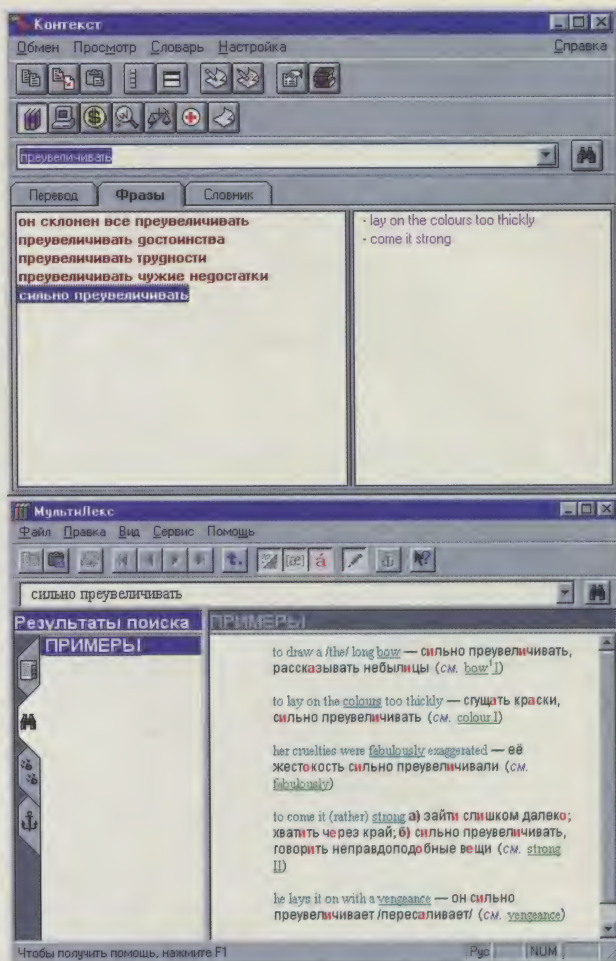 Контекст
Обмен Просмотр Словарь Настройка Справка
преувеличивать
Перевод Фразы Словник
он склонен все преувеличивать
преувеличивать достоинства
преувеличивать трудности
преувеличивать чужие недостатки
сильно преувеличивать
- lay on the colours too thickly
- come it strong
МультиЛекс
Файл Правка Вид Сервис Помощь
сильно преувеличивать
Результаты поиска
ПРИМЕРЫ
ПРИМЕРЫ
to draw a /the/ long bow — сильно преувеличивать,
рассказывать небылицы (см. bow¹ I)
to lay on the colours too thickly — сгущать краски,
сильно преувеличивать (см. colour I)
her cruelties were fabulously exaggerated — её
жестокость сильно преувеличивали (см.
fabulously)
to come it (rather) strong а) зайти слишком далеко;
хватить через край; б) сильно преувеличивать,
говорить неправдоподобные вещи (см. strong
II)
he lays it on with a vengeance — он сильно
преувеличивает /пересаливает/ (см. vengeance)
Чтобы получить помощь, нажмите F1
Рус NUM